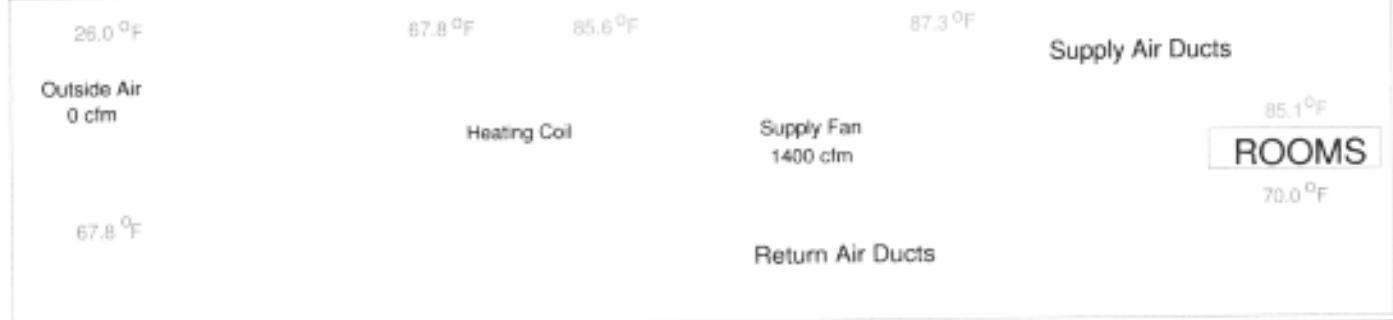 26.0 °F
67.8 °F
85.6 °F
87.3 °F
Supply Air Ducts
Outside Air
0 cfm
Heating Coil
Supply Fan
1400 cfm
85.1 °F
ROOMS
70.0 °F
67.8 °F
Return Air Ducts